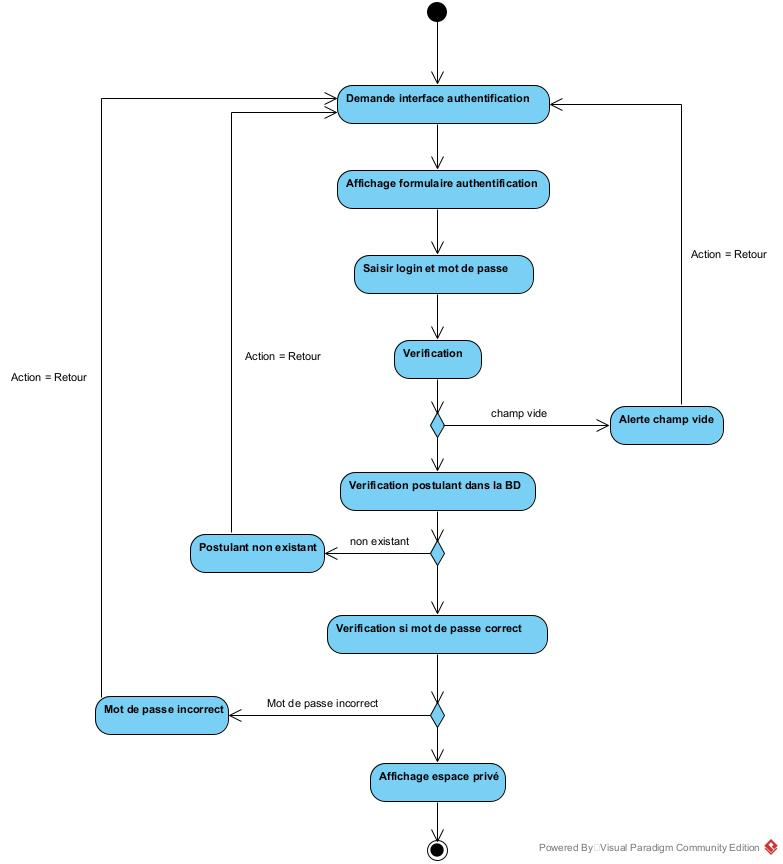 Demande interface authentification
Affichage formulaire authentification
Action = Retour
Saisir login et mot de passe
Verification
Action = Retour
Action = Retour
champ vide
Alerte champ vide
Verification postulant dans la BD
non existant
Postulant non existant
Verification si mot de passe correct
Mot de passe incorrect
Mot de passe incorrect
Affichage espace privé
Powered By Visual Paradigm Community Edition